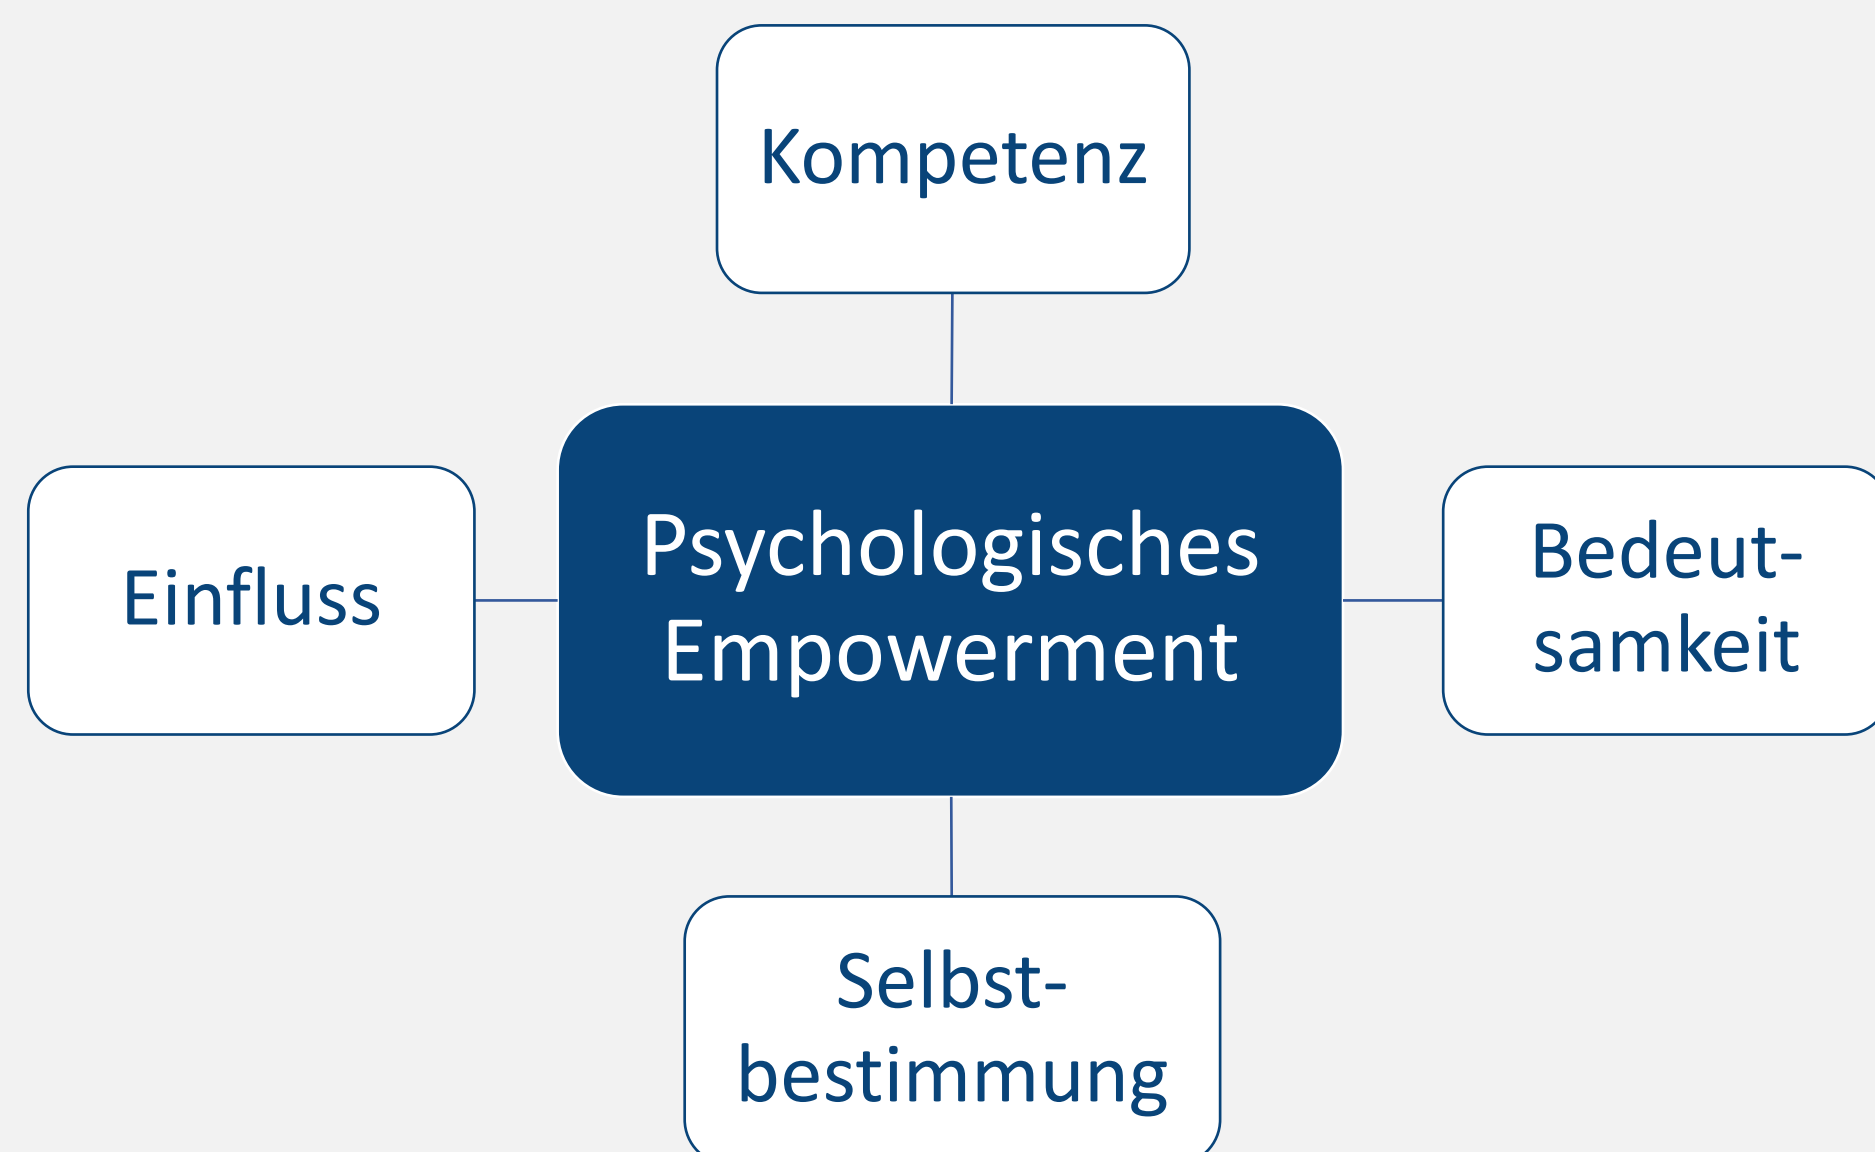 Kompetenz
Einfluss
Psychologisches
Empowerment
Bedeut-
samkeit
Selbst-
bestimmung